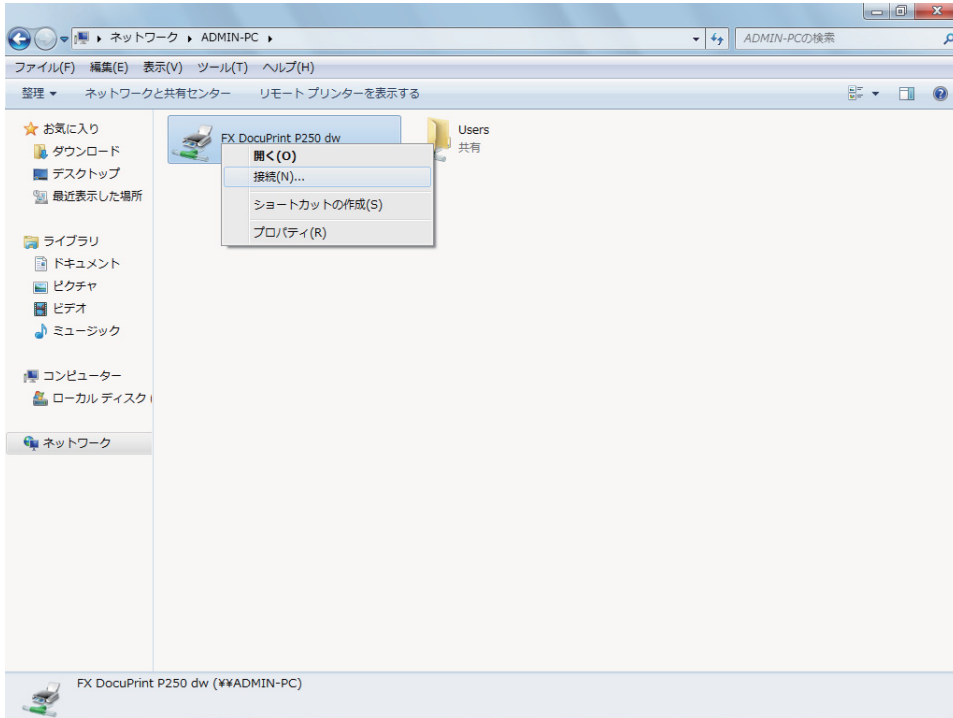 ネットワーク ▸ ADMIN-PC ▸
ADMIN-PCの検索
ファイル(F) 編集(E) 表示(V) ツール(T) ヘルプ(H)
整理 ネットワークと共有センター リモート プリンターを表示する
お気に入り
ダウンロード
デスクトップ
最近表示した場所
ライブラリ
ドキュメント
ピクチャ
ビデオ
ミュージック
コンピューター
ローカル ディスク (
ネットワーク
FX DocuPrint P250 dw
開く(O)
接続(N)...
ショートカットの作成(S)
プロパティ(R)
Users
共有
FX DocuPrint P250 dw (¥¥ADMIN-PC)